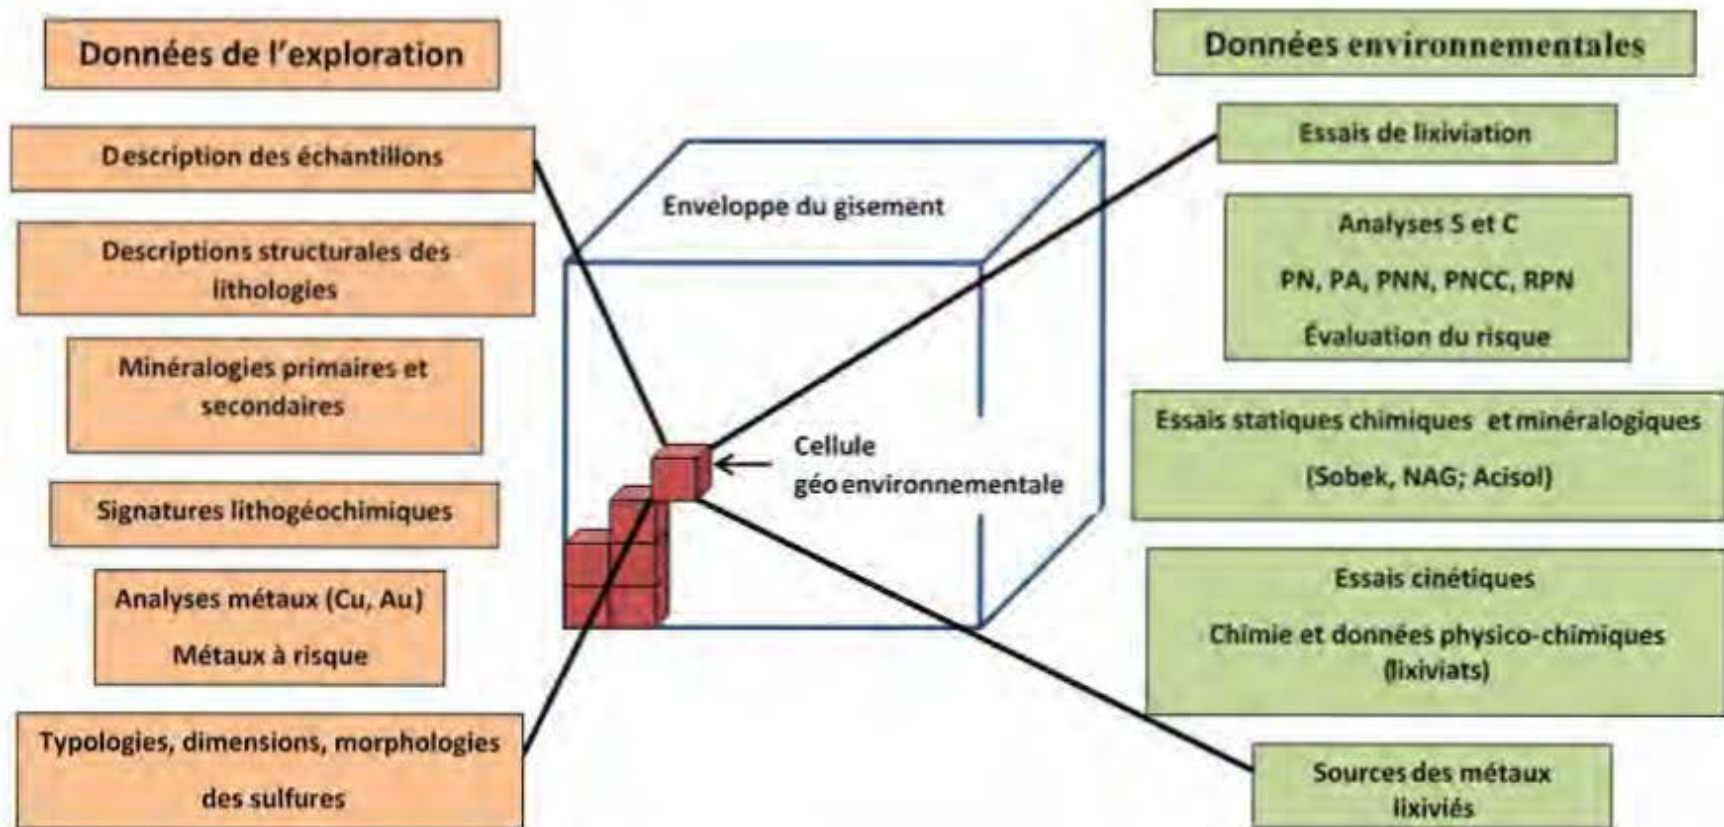 Données de l'exploration
Description des échantillons
Descriptions structurales des
lithologies
Minéralogies primaires et
secondaires
Signatures lithogéochimiques
Analyses métaux (Cu, Au)
Métaux à risque
Typologies, dimensions, morphologies
des sulfures
Enveloppe du gisement
Cellule
géoenvironnementale
Données environnementales
Essais de lixiviation
Analyses S et C
PN, PA, PNN, PNCC, RPN
Évaluation du risque
Essais statiques chimiques et minéralogiques
(Sobek, NAG; Acisol)
Essais cinétiques
Chimie et données physico-chimiques
(lixiviats)
Sources des métaux
lixiviés